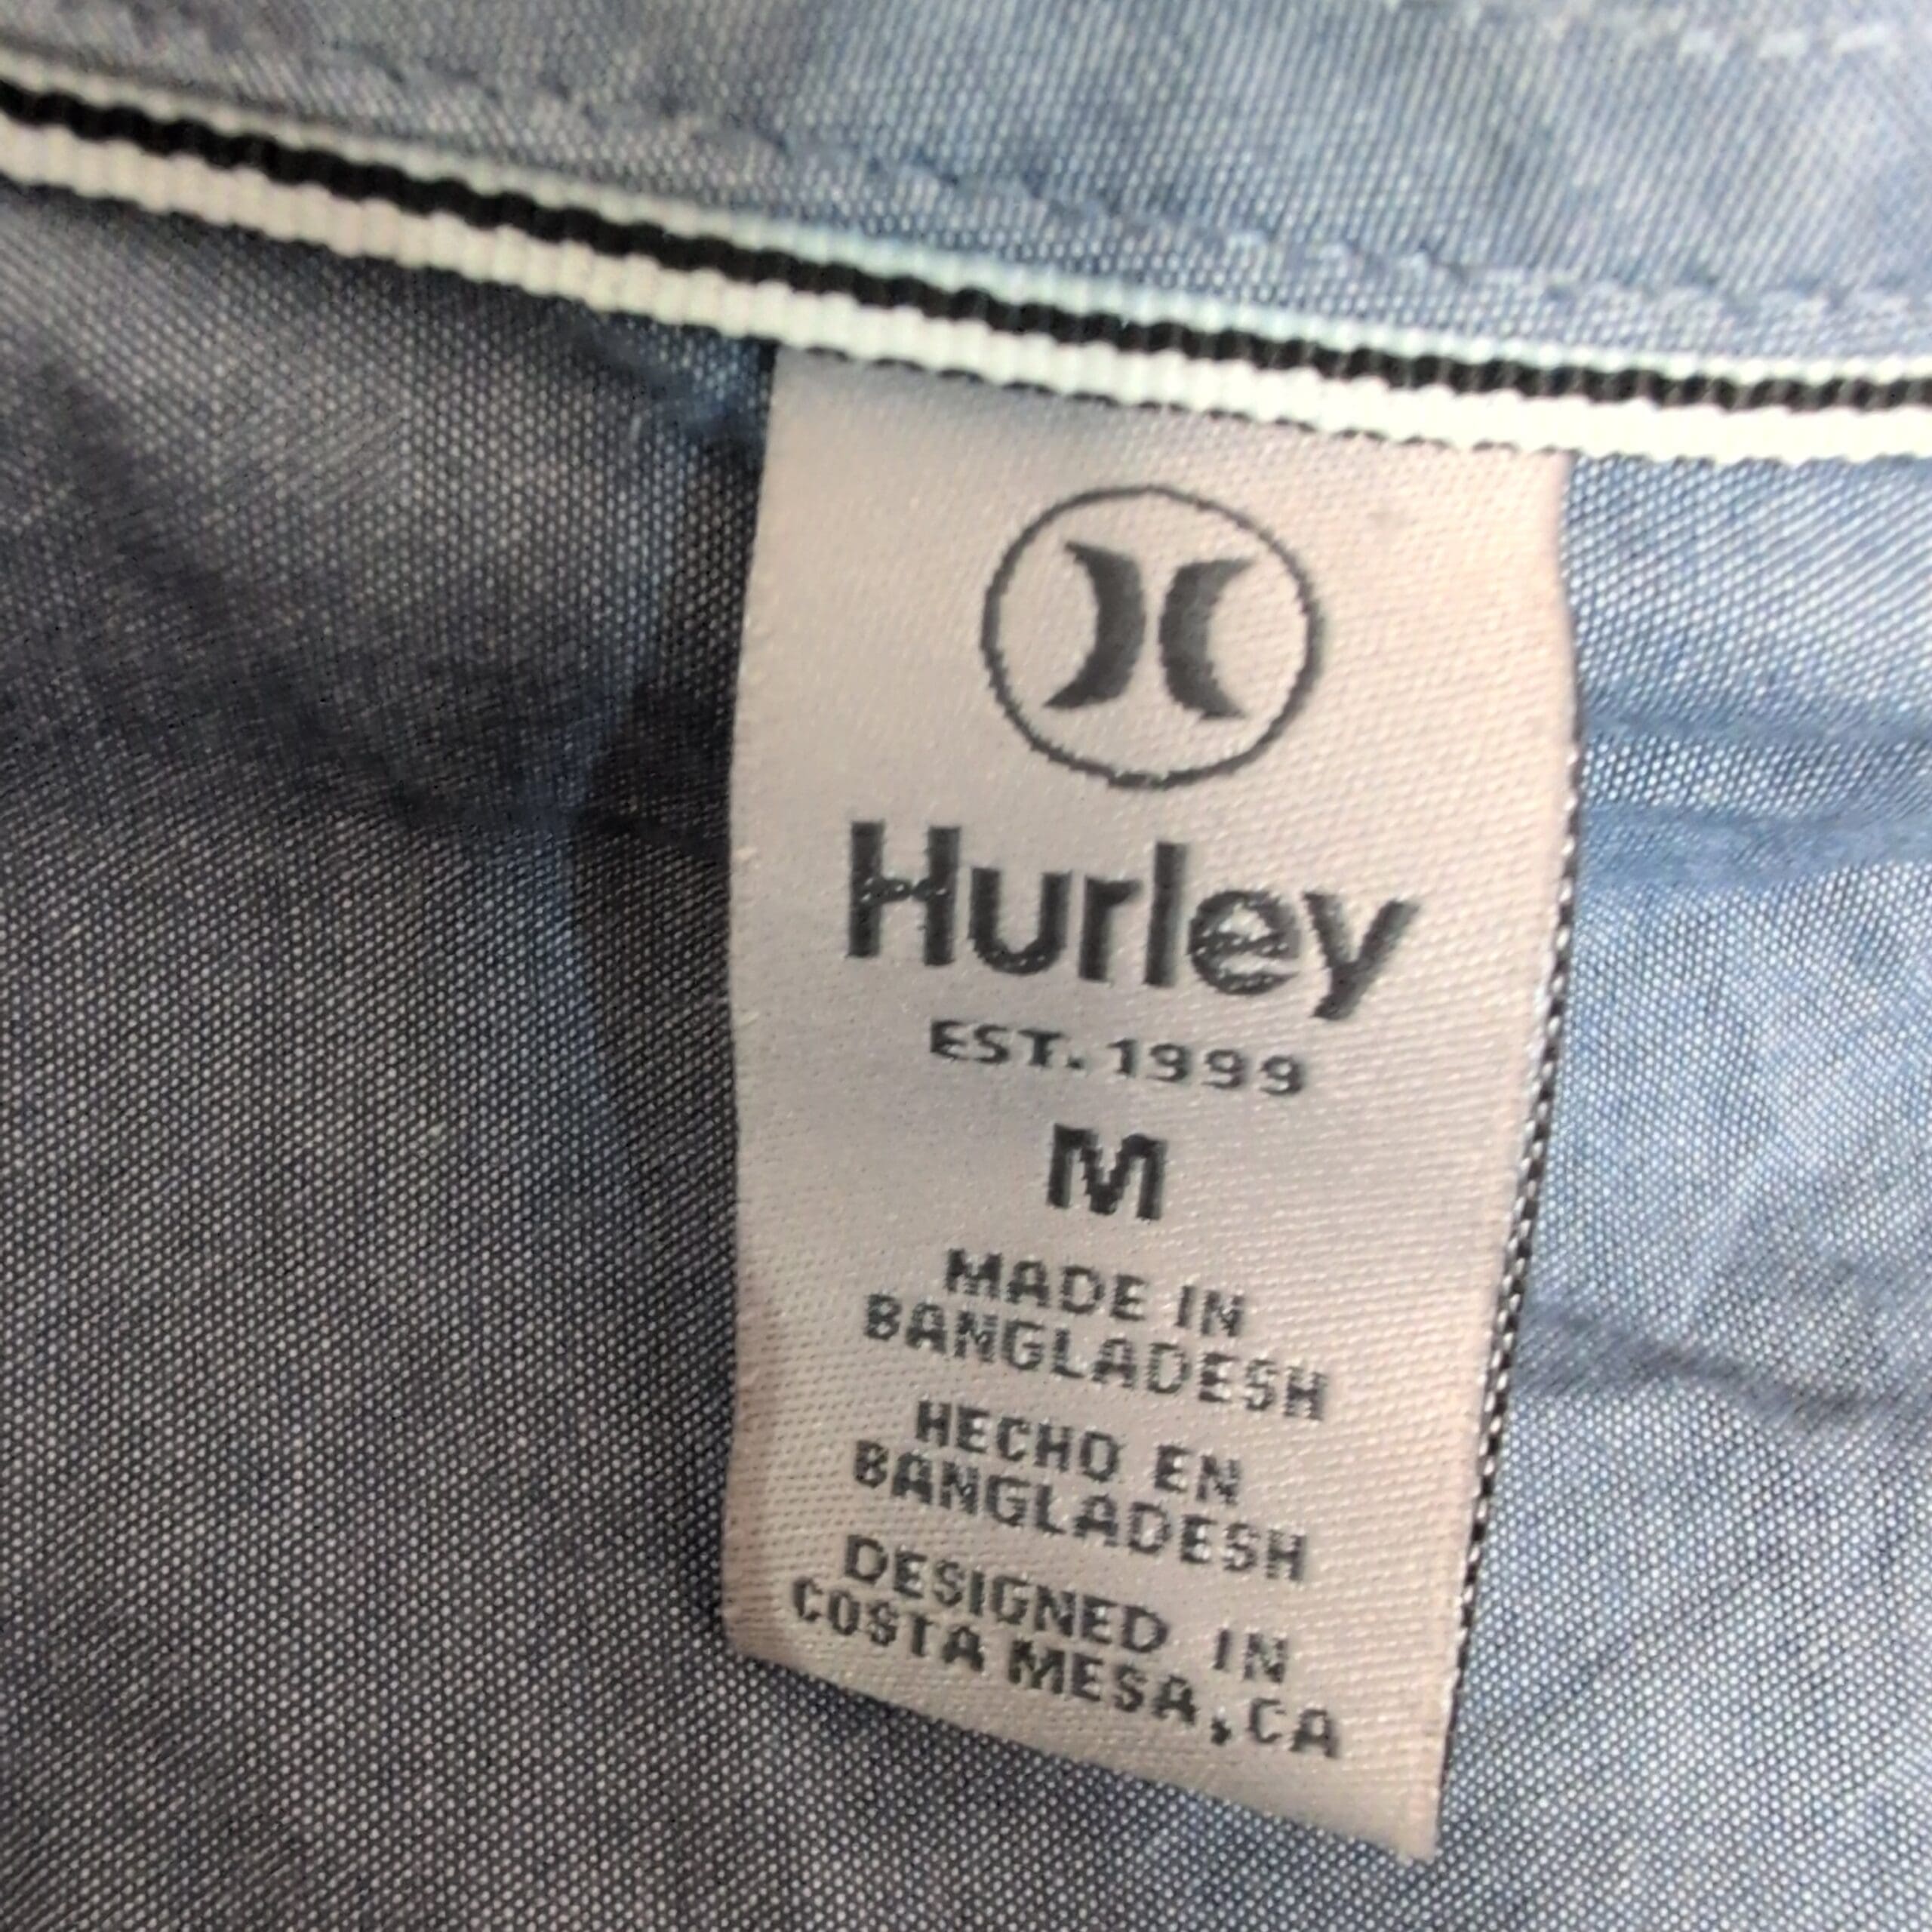 Hurley
EST. 1999
M
MADE IN
BANGLADESH
HECHO EN
BANGLADESH
DESIGNED IN
COSTA MESA, CA